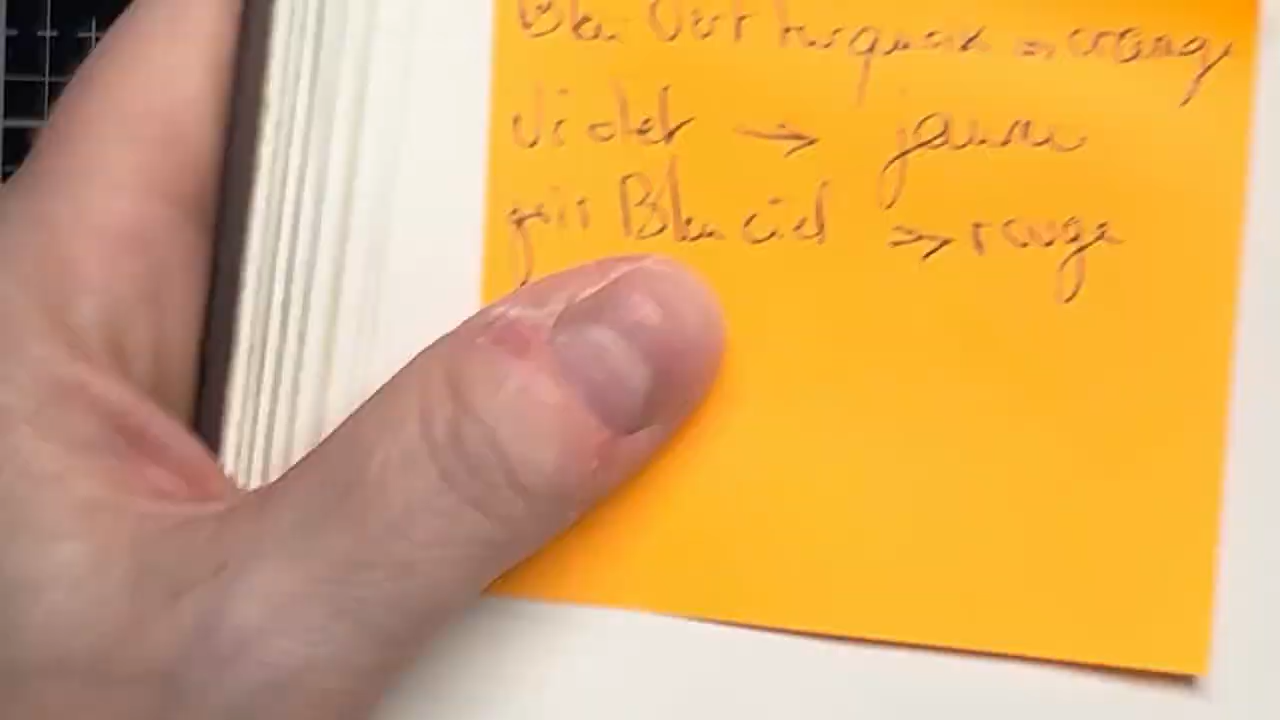 Bleu Vert turquoise → orange
Violet → jaune
gris Bleu ciel → rouge